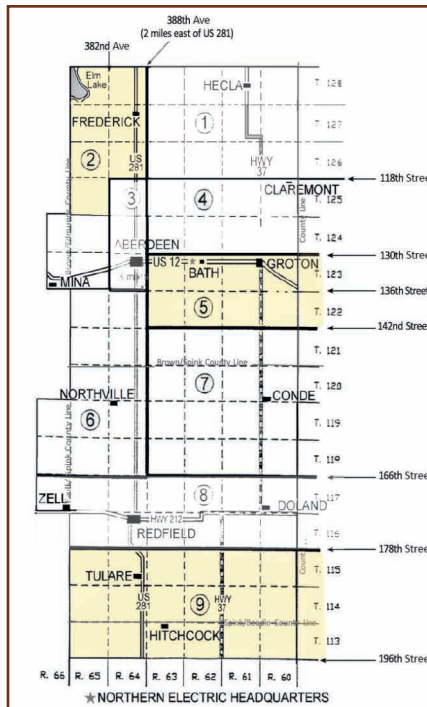 388th Ave
(2 miles east of US 281)
382nd Ave
Elm
Lake
HECLA
T. 128
FREDERICK
1
T. 127
2
US
281
HWY
37
T. 126
118th Street
3
4
CLAREMONT
T. 125
County Line
T. 124
ABERDEEN
130th Street
US 12
BATH
GROTON
T. 123
MINA
136th Street
5
T. 122
142nd Street
T. 121
Brown/Spink County Line
7
T. 120
NORTHVILLE
CONDE
6
T. 119
T. 118
166th Street
ZELL
8
T. 117
DOLAND
HWY 212
REDFIELD
T. 116
178th Street
TULARE
T. 115
US
281
9
HWY
37
T. 114
Spink/Beadle County Line
HITCHCOCK
T. 113
196th Street
R. 66 R. 65 R. 64 R. 63 R. 62 R. 61 R. 60
★NORTHERN ELECTRIC HEADQUARTERS